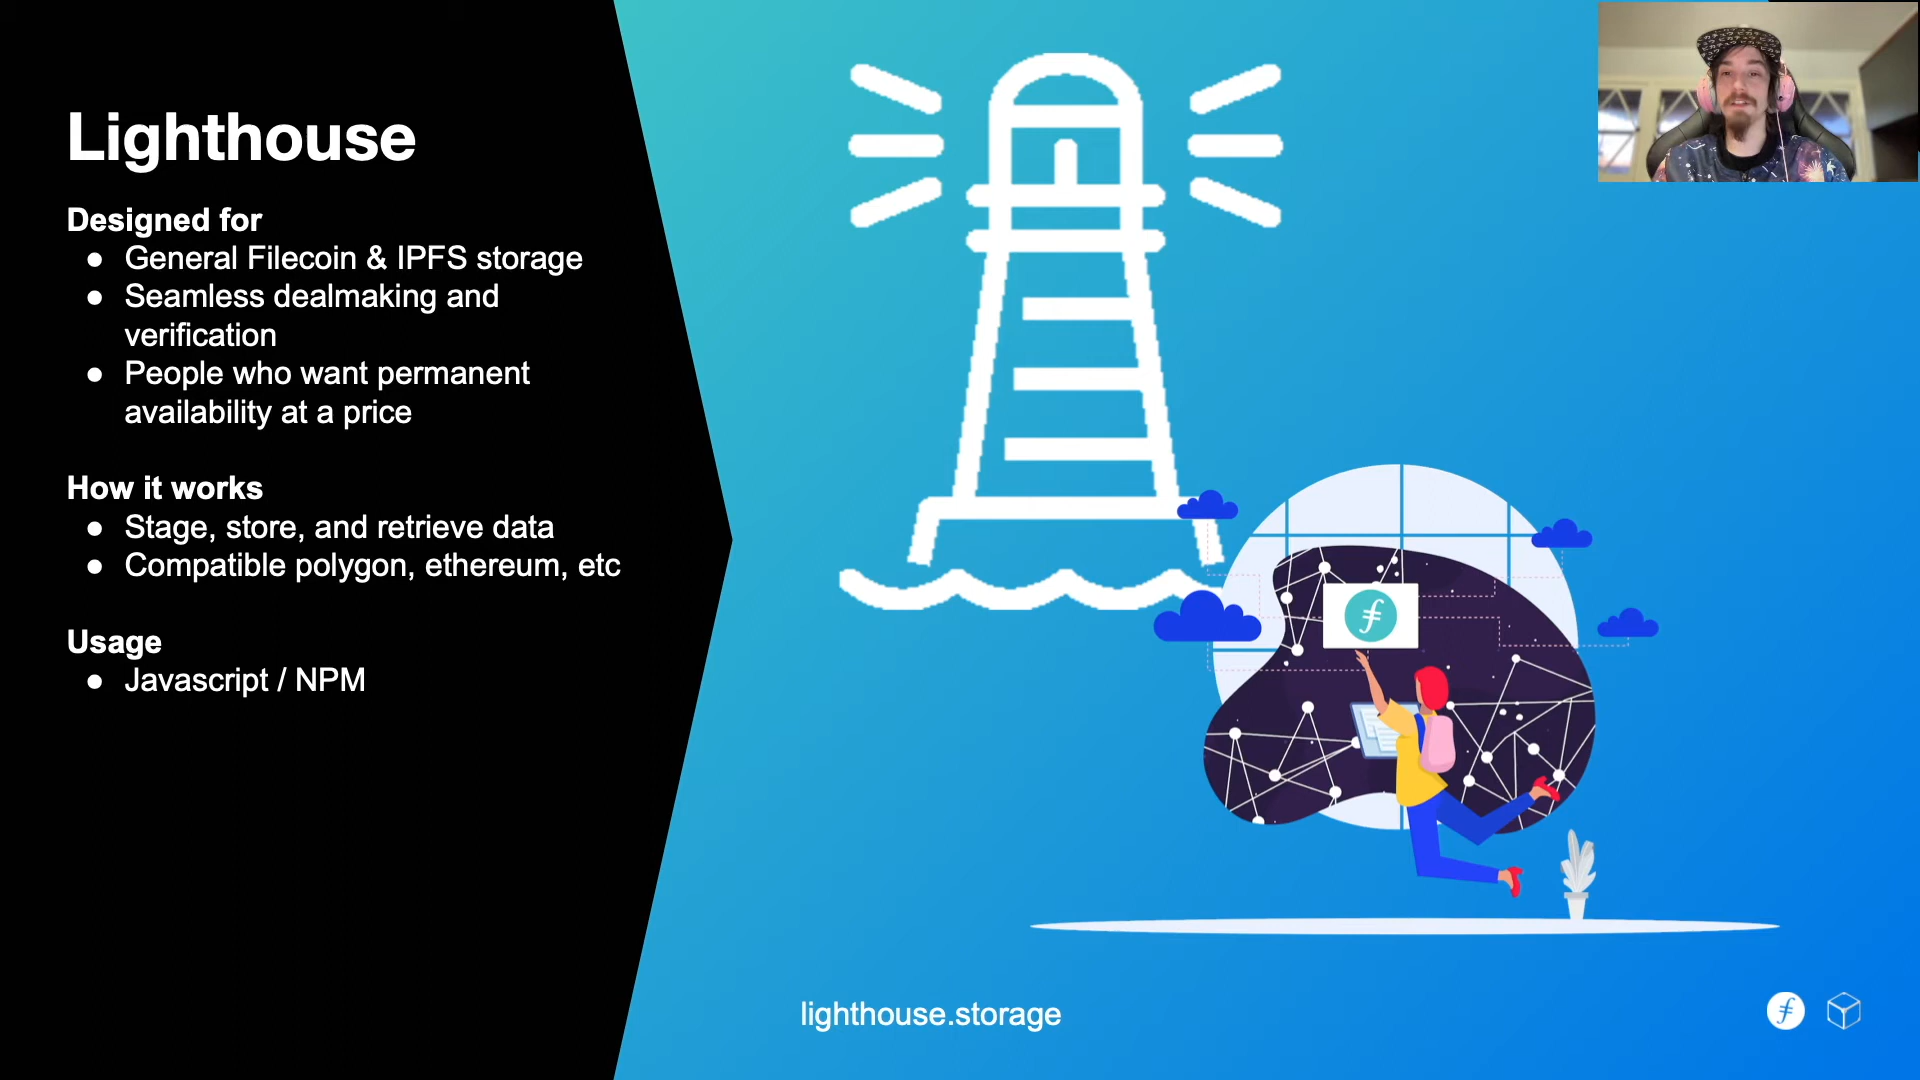 Lighthouse
Designed for
● General Filecoin & IPFS storage
● Seamless dealmaking and
verification
● People who want permanent
availability at a price
How it works
● Stage, store, and retrieve data
● Compatible polygon, ethereum, etc
Usage
● Javascript / NPM
lighthouse.storage